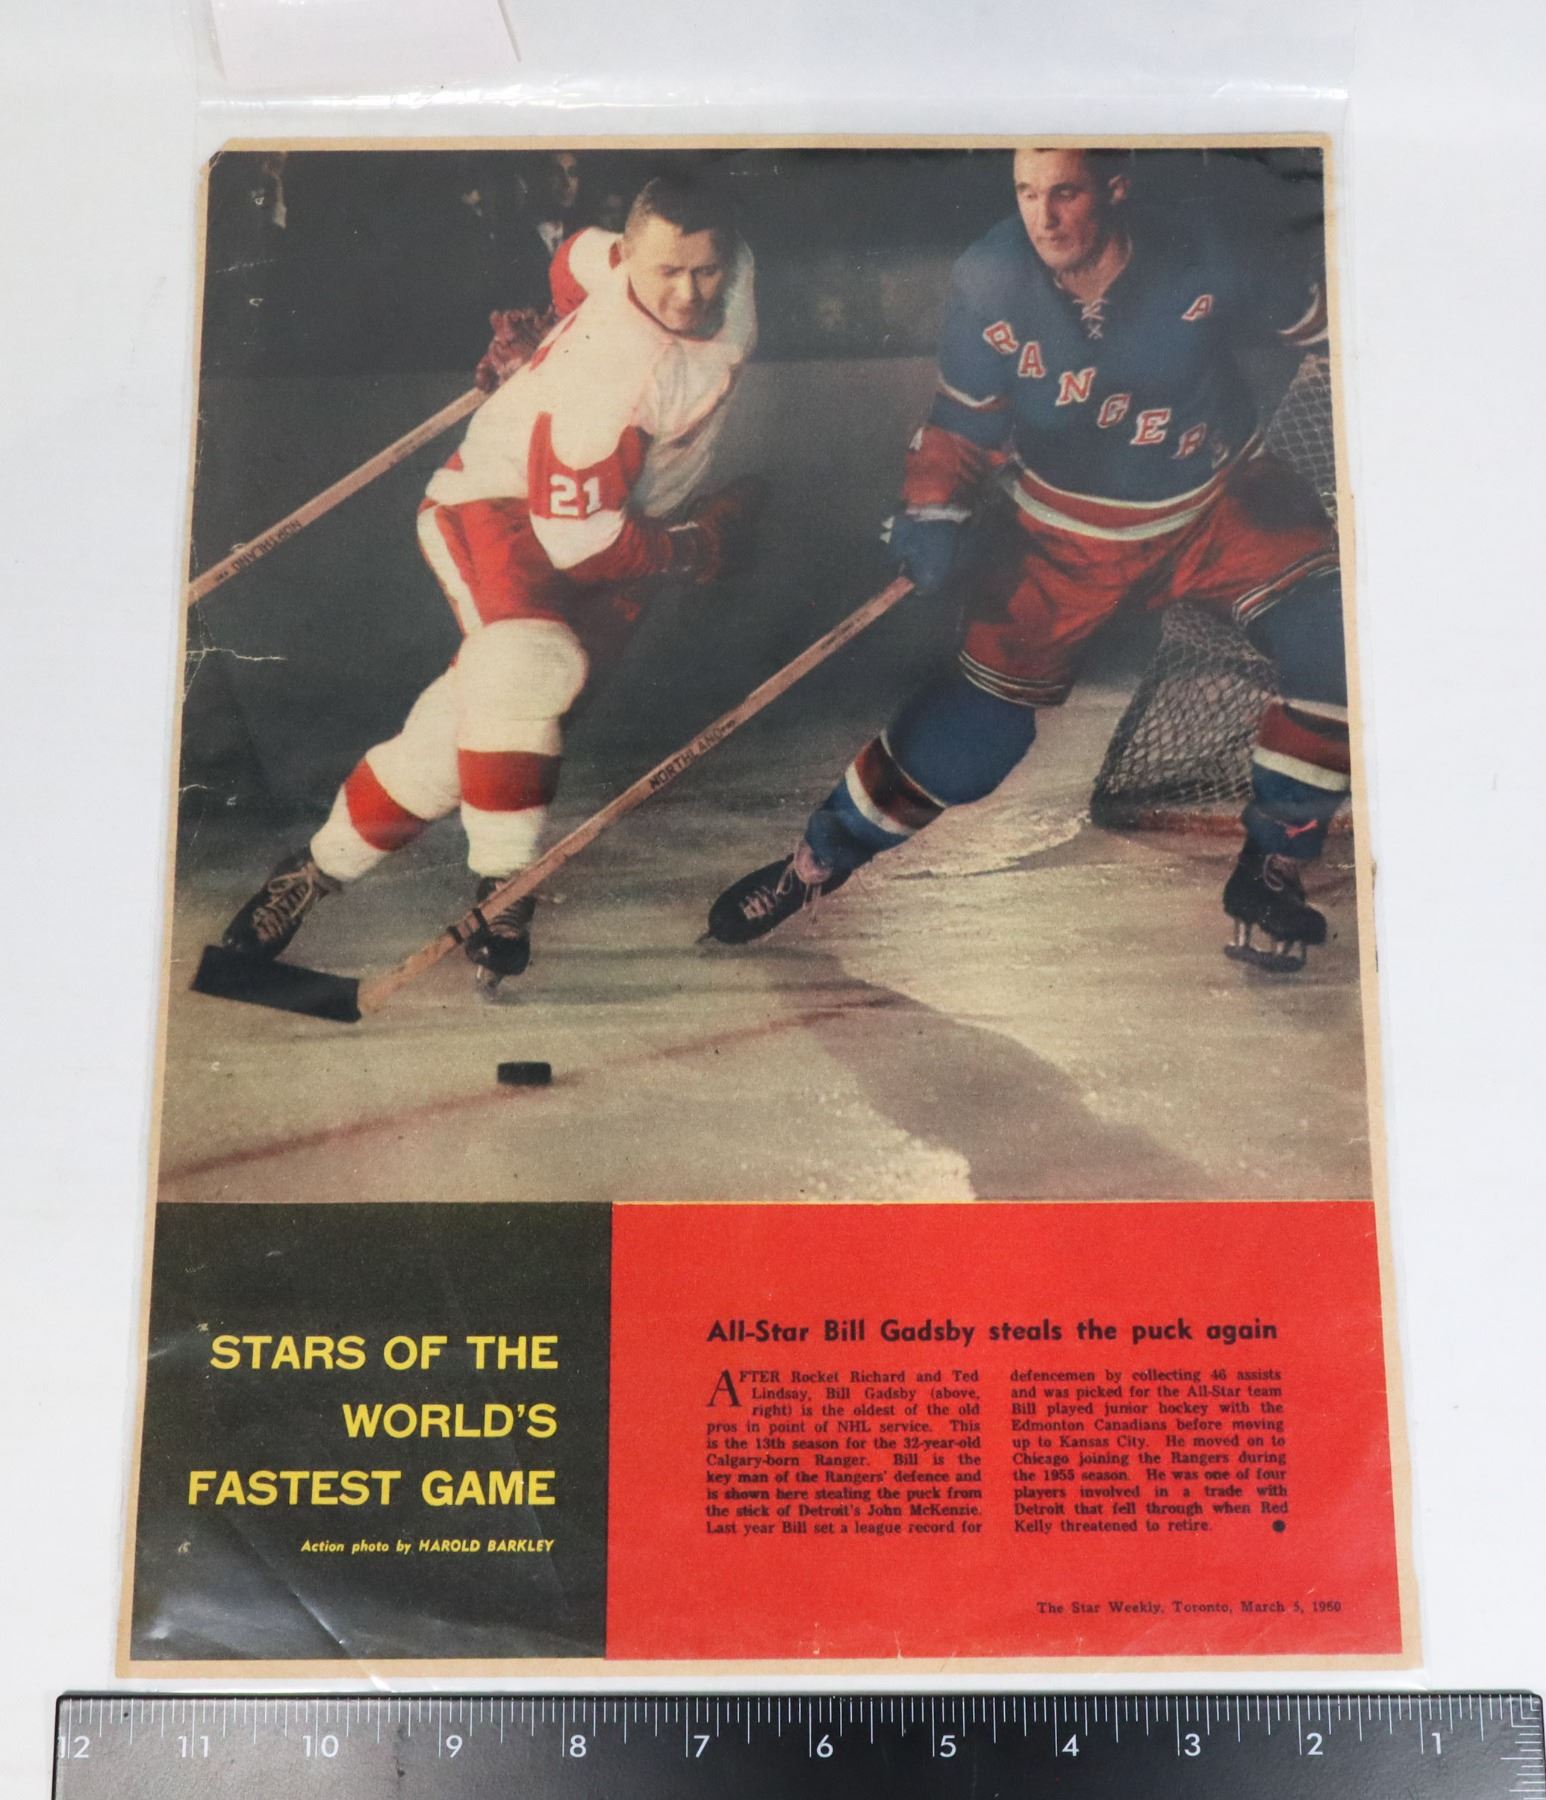 21
A
RANGER
NORTHLAND
NORTHLAND
STARS OF THE
WORLD'S
FASTEST GAME
Action photo by HAROLD BARKLEY
All-Star Bill Gadsby steals the puck again
AFTER Rocket Richard and Ted
Lindsay, Bill Gadsby (above,
right) is the oldest of the old
pros in point of NHL service. This
is the 13th season for the 32-year-old
Calgary-born Ranger. Bill is the
key man of the Rangers' defence and
is shown here stealing the puck from
the stick of Detroit's John McKenzie.
Last year Bill set a league record for
defencemen by collecting 46 assists
and was picked for the All-Star team
Bill played junior hockey with the
Edmonton Canadians before moving
up to Kansas City. He moved on to
Chicago joining the Rangers during
the 1955 season. He was one of four
players involved in a trade with
Detroit that fell through when Red
Kelly threatened to retire.
The Star Weekly, Toronto, March 5, 1960
12 11 10 9 8 7 6 5 4 3 2 1